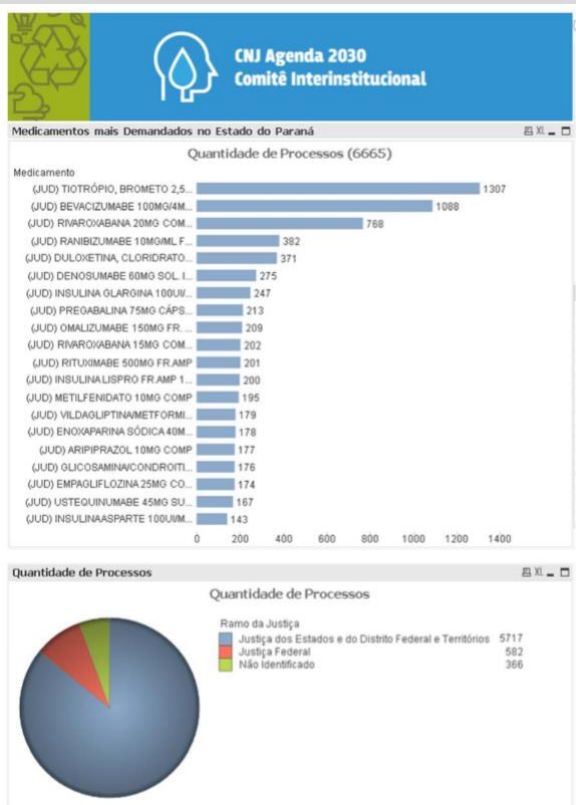 CNJ Agenda 2030
Comitê Interinstitucional
Medicamentos mais Demandados no Estado do Paraná
XL
Quantidade de Processos (6665)
Medicamento
(JUD) TIOTRÓPIO, BROMETO 2,5... 1307
(JUD) BEVACIZUMABE 100MG/4M... 1088
(JUD) RIVAROXABANA 20MG COM... 768
(JUD) RANIBIZUMABE 10MG/ML F... 382
(JUD) DULOXETINA, CLORIDRATO... 371
(JUD) DENOSUMABE 60MG SOL. I... 275
(JUD) INSULINA GLARGINA 100UI/... 247
(JUD) PREGABALINA 75MG CÁPS... 213
(JUD) OMALIZUMABE 150MG FR. ... 209
(JUD) RIVAROXABANA 15MG COM... 202
(JUD) RITUXIMABE 500MG FR.AMP 201
(JUD) INSULINA LISPRO FR.AMP 1... 200
(JUD) METILFENIDATO 10MG COMP 195
(JUD) VILDAGLIPTINA/METFORMI... 179
(JUD) ENOXAPARINA SÓDICA 40M... 178
(JUD) ARIPIPRAZOL 10MG COMP 177
(JUD) GLICOSAMINA/CONDROITI... 176
(JUD) EMPAGLIFLOZINA 25MG CO... 174
(JUD) USTEQUINUMABE 45MG SU... 167
(JUD) INSULINA ASPARTE 100UI/M... 143
0 200 400 600 800 1000 1200 1400
Quantidade de Processos
XL
Quantidade de Processos
Ramo da Justiça
Justiça dos Estados e do Distrito Federal e Territórios 5717
Justiça Federal 582
Não Identificado 366